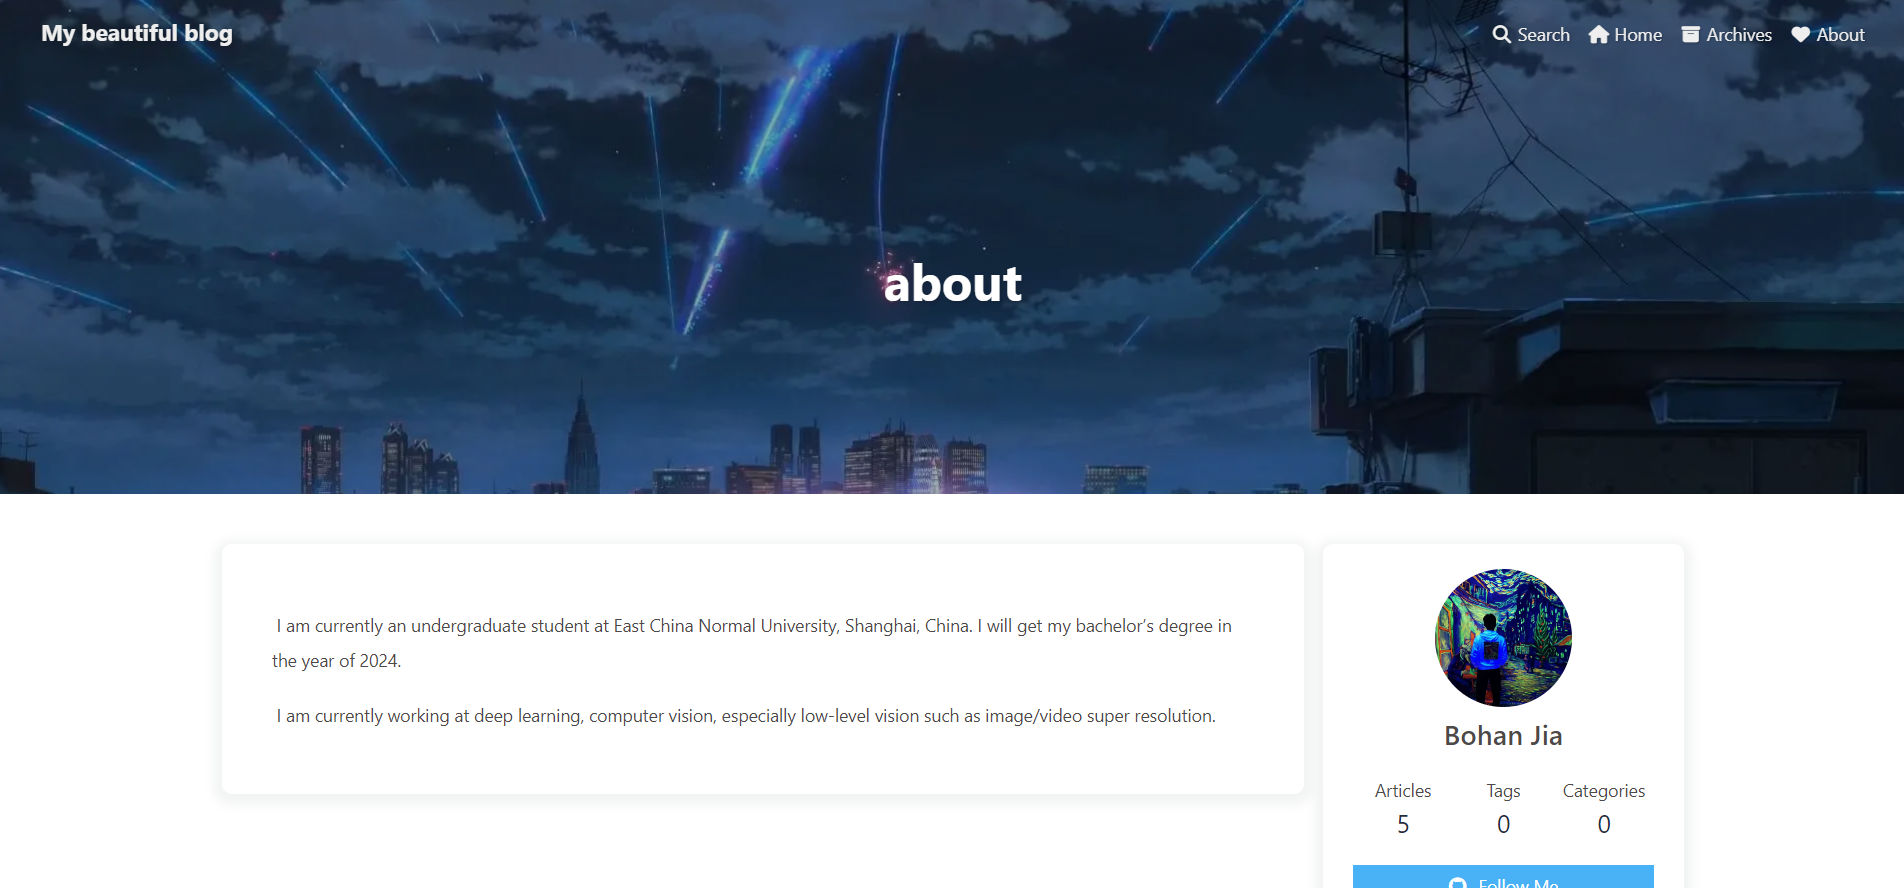 My beautiful blog
Search Home Archives About
about
I am currently an undergraduate student at East China Normal University, Shanghai, China. I will get my bachelor’s degree in
the year of 2024.
I am currently working at deep learning, computer vision, especially low-level vision such as image/video super resolution.
Bohan Jia
Articles Tags Categories
5 0 0
Follow Me